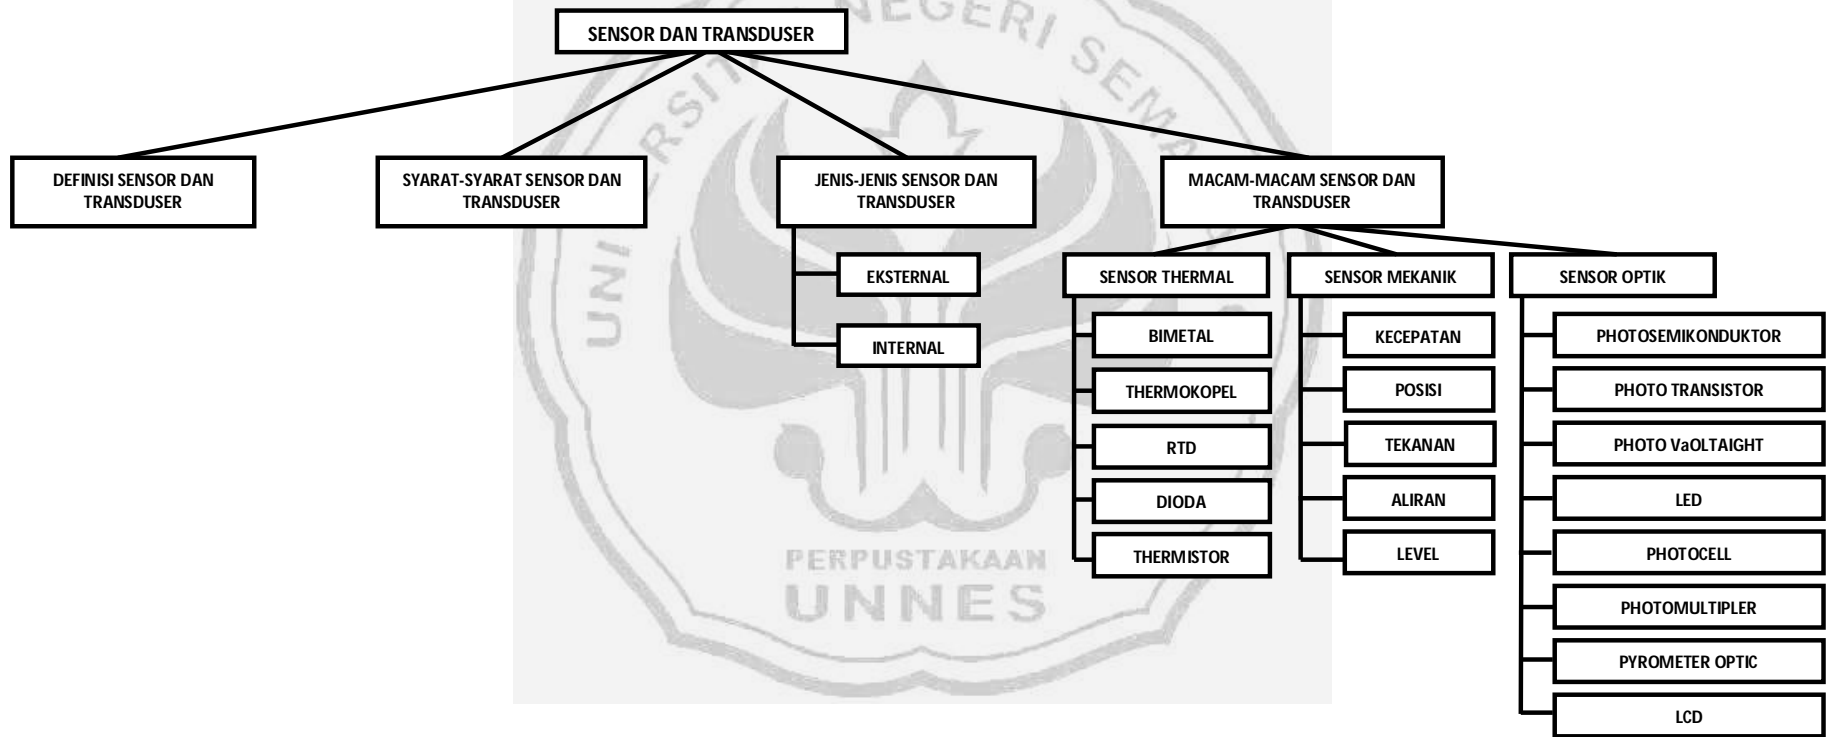 SENSOR DAN TRANSDUSER
DEFINISI SENSOR DAN
TRANSDUSER
SYARAT-SYARAT SENSOR DAN
TRANSDUSER
JENIS-JENIS SENSOR DAN
TRANSDUSER
EKSTERNAL
INTERNAL
MACAM-MACAM SENSOR DAN
TRANSDUSER
SENSOR THERMAL
BIMETAL
THERMOKOPEL
RTD
DIODA
THERMISTOR
SENSOR MEKANIK
KECEPATAN
POSISI
TEKANAN
ALIRAN
LEVEL
SENSOR OPTIK
PHOTOSEMIKONDUKTOR
PHOTO TRANSISTOR
PHOTO VaOLTAIGHT
LED
PHOTOCELL
PHOTOMULTIPLER
PYROMETER OPTIC
LCD
PERPUSTAKAAN
UNNES